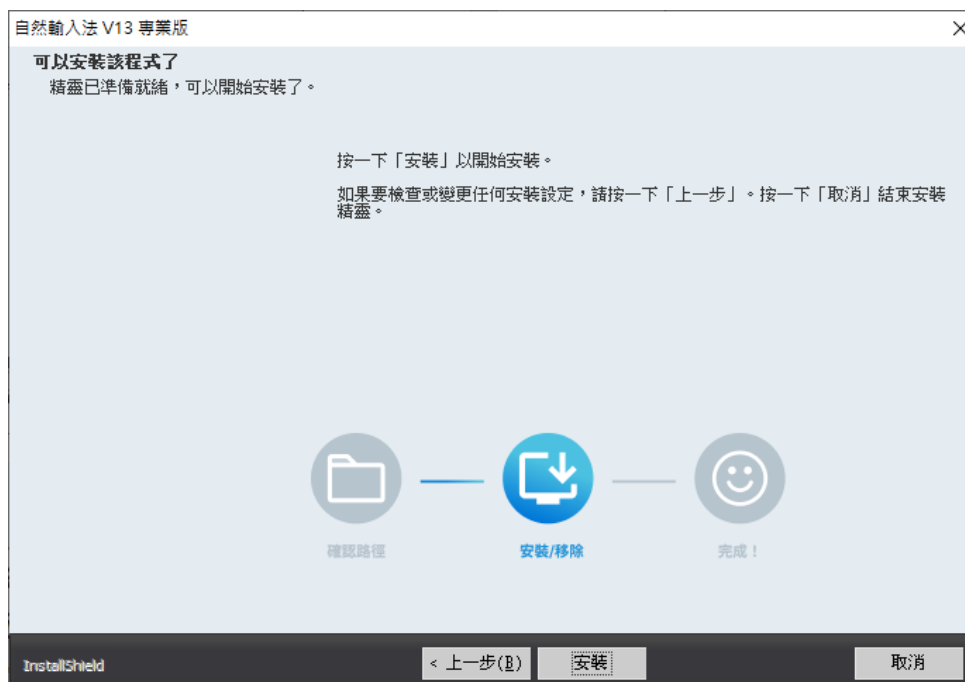 自然輸入法 V13 專業版
可以安裝該程式了
精靈已準備就緒，可以開始安裝了。
按一下「安裝」以開始安裝。
如果要檢查或變更任何安裝設定，請按一下「上一步」。按一下「取消」結束安裝
精靈。
確認路徑
安裝/移除
完成！
InstallShield
< 上一步(B)
安裝
取消